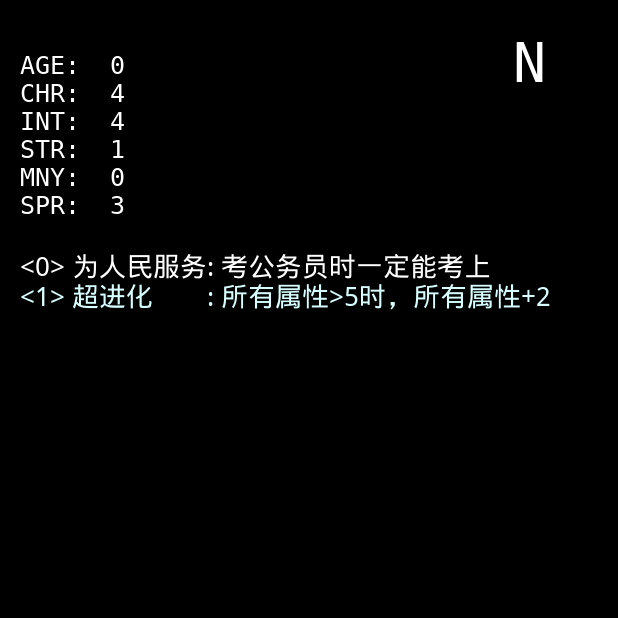 N
AGE: 0
CHR: 4
INT: 4
STR: 1
MNY: 0
SPR: 3
<0> 为人民服务: 考公务员时一定能考上
<1> 超进化 : 所有属性>5时，所有属性+2